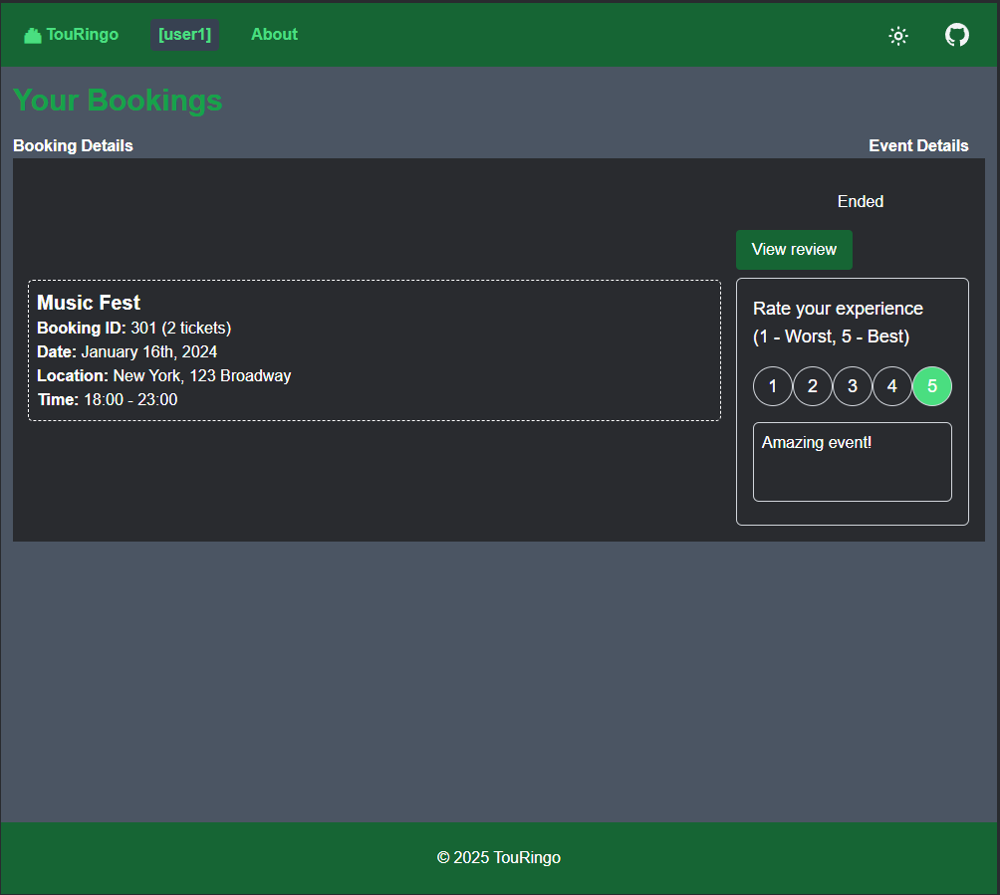 TouRingo [user1] About
Your Bookings
Booking Details Event Details
Ended
View review
Music Fest
Booking ID: 301 (2 tickets)
Date: January 16th, 2024
Location: New York, 123 Broadway
Time: 18:00 - 23:00
Rate your experience
(1 - Worst, 5 - Best)
1 2 3 4 5
Amazing event!
© 2025 TouRingo